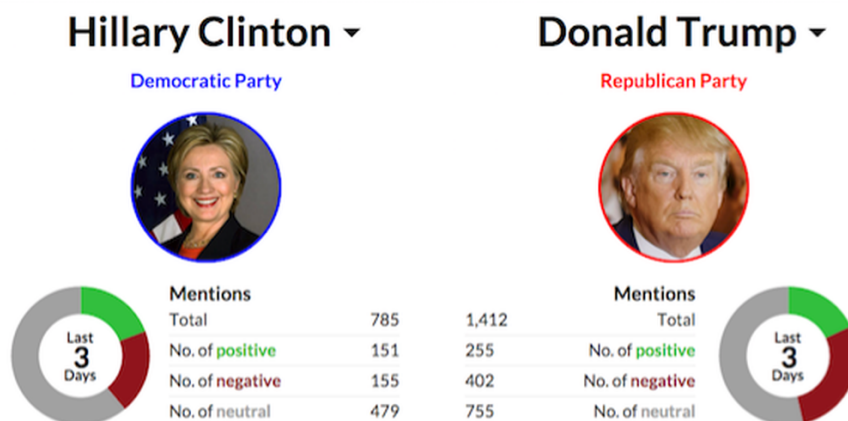 Hillary Clinton
Democratic Party
Last
3
Days
Mentions
Total 785
No. of positive 151
No. of negative 155
No. of neutral 479
Donald Trump
Republican Party
Mentions
1,412 Total
255 No. of positive
402 No. of negative
755 No. of neutral
Last
3
Days